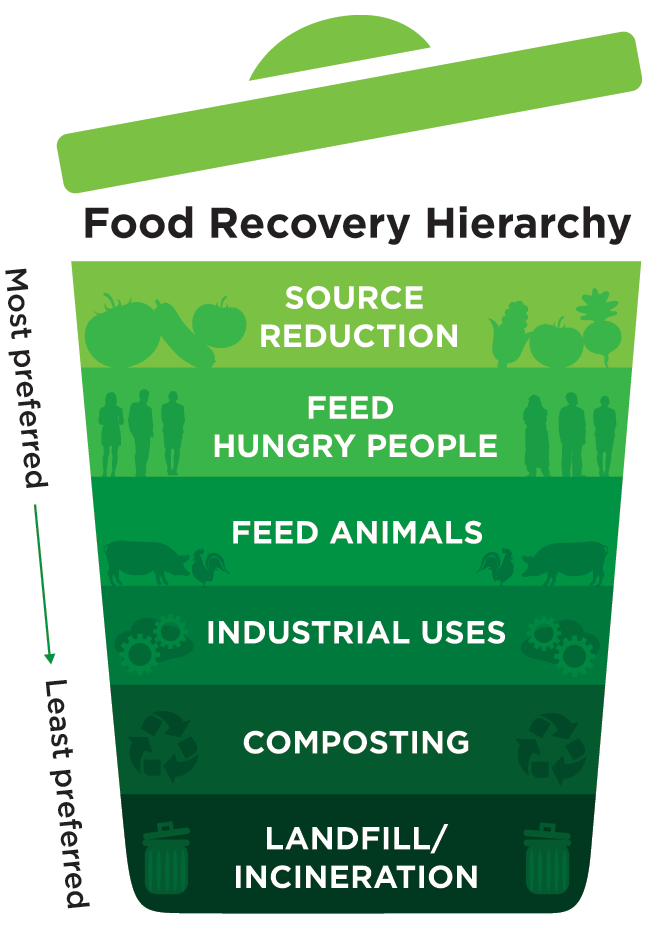 Food Recovery Hierarchy
Most preferred
SOURCE
REDUCTION
FEED
HUNGRY PEOPLE
FEED ANIMALS
INDUSTRIAL USES
COMPOSTING
LANDFILL/
INCINERATION
Least preferred